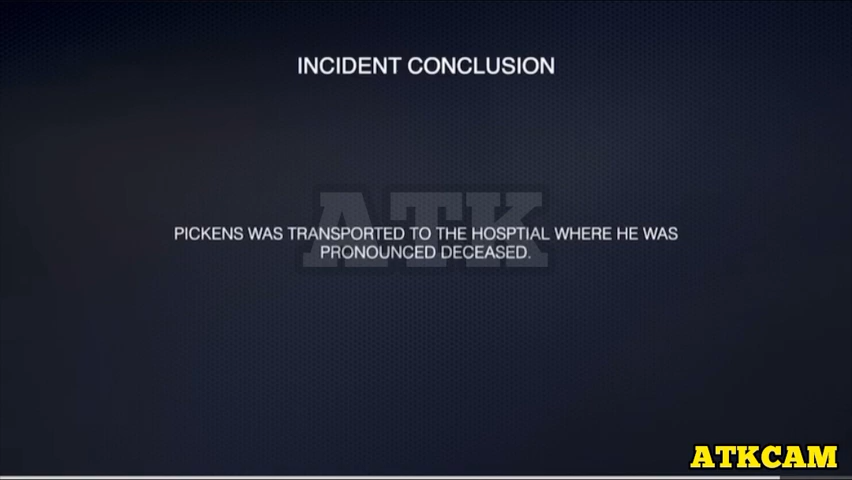 INCIDENT CONCLUSION
ATK
PICKENS WAS TRANSPORTED TO THE HOSPTIAL WHERE HE WAS
PRONOUNCED DECEASED.
ATKCAM